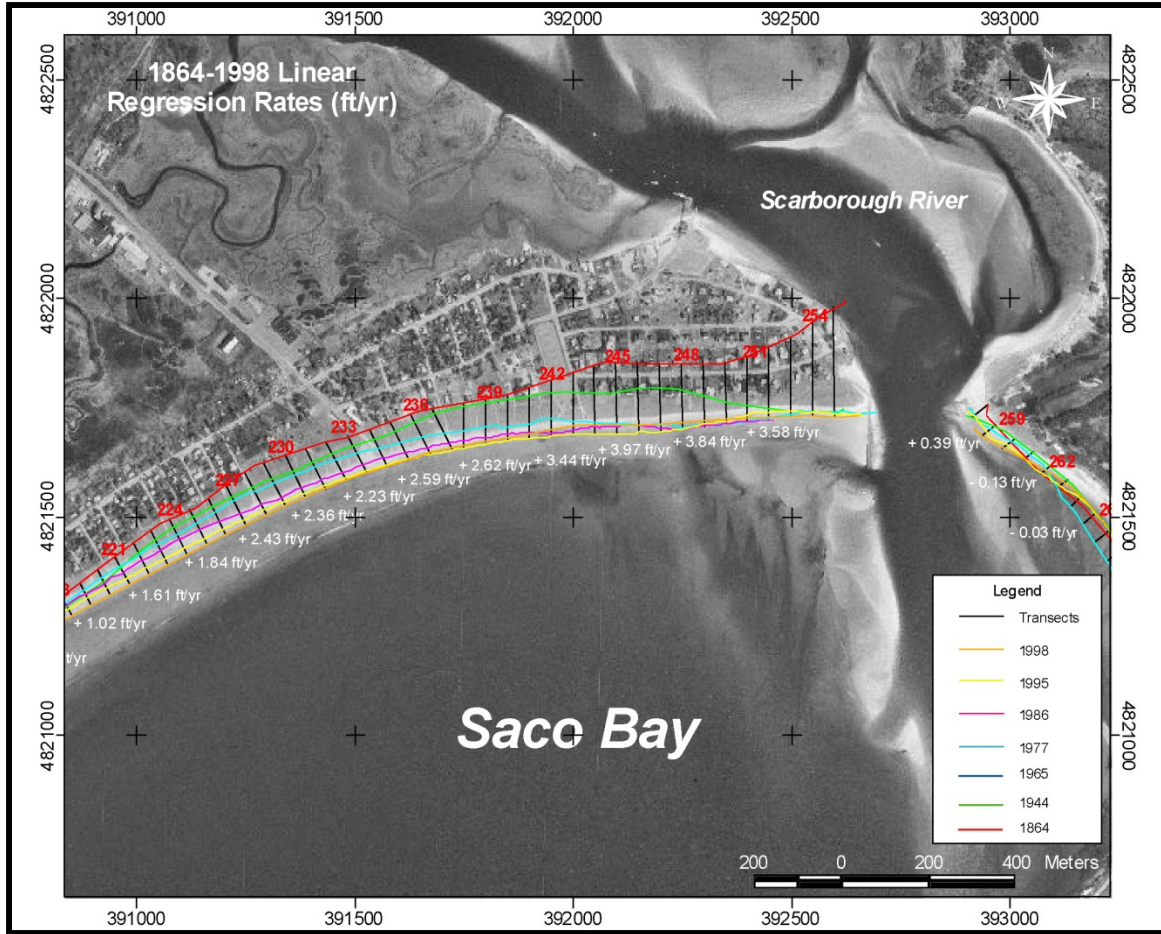 391000 391500 392000 392500 393000
1864-1998 Linear
Regression Rates (ft/yr)
N
W E
S
4822500 4822500
Scarborough River
4822000 4822000
254
251
248
245
242
239
236
233
230
227
224
221
259
262
+ 0.39 ft/yr
- 0.13 ft/yr
- 0.03 ft/yr
+ 3.58 ft/yr
+ 3.84 ft/yr
+ 3.97 ft/yr
+ 3.44 ft/yr
+ 2.62 ft/yr
+ 2.59 ft/yr
+ 2.23 ft/yr
+ 2.36 ft/yr
+ 2.43 ft/yr
+ 1.84 ft/yr
+ 1.61 ft/yr
+ 1.02 ft/yr
ft/yr
4821500 4821500
Saco Bay
4821000 4821000
Legend
Transects
1998
1995
1986
1977
1965
1944
1864
200 0 200 400 Meters
391000 391500 392000 392500 393000